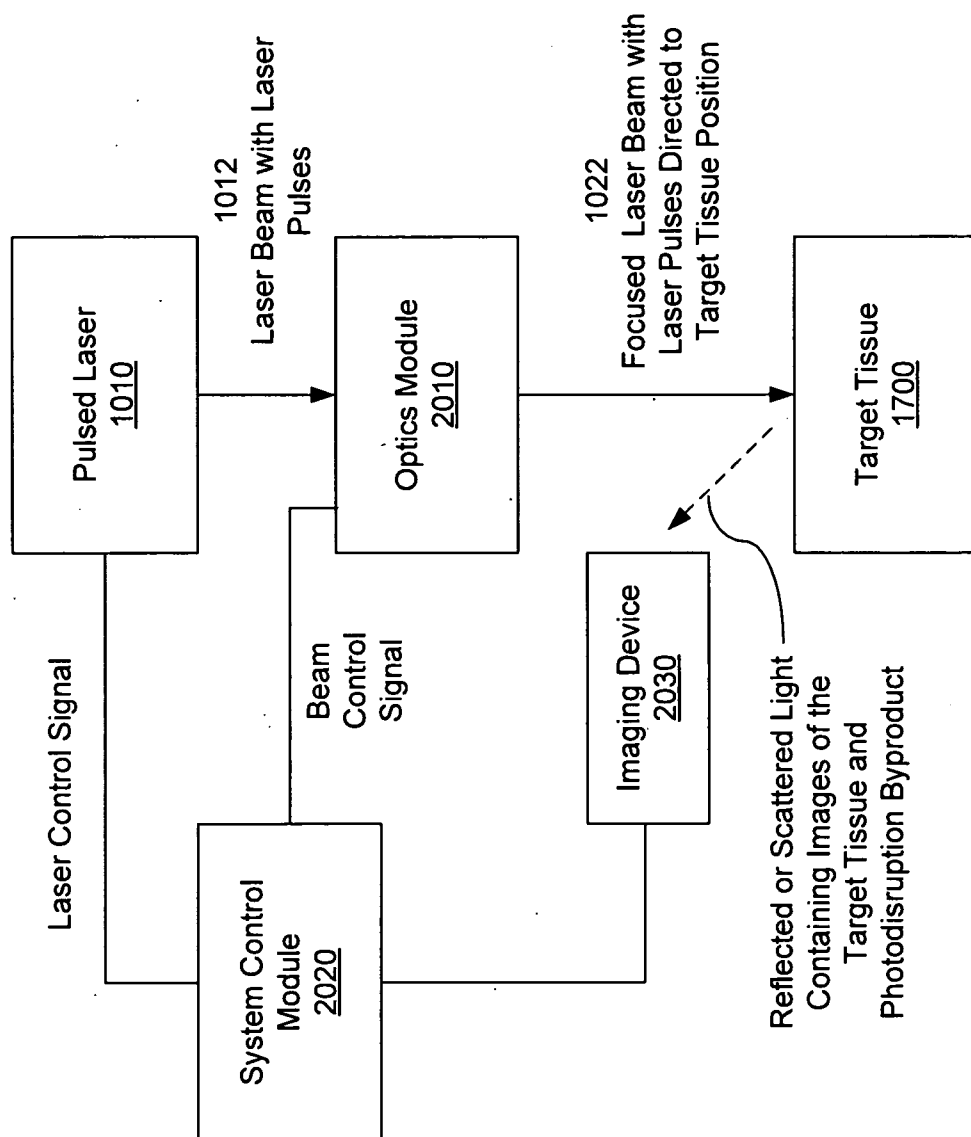 Pulsed Laser
1010
Laser Control Signal
1012
Laser Beam with Laser
Pulses
Optics Module
2010
Beam
Control
Signal
System Control
Module
2020
1022
Focused Laser Beam with
Laser Pulses Directed to
Target Tissue Position
Imaging Device
2030
Target Tissue
1700
Reflected or Scattered Light
Containing Images of the
Target Tissue and
Photodisruption Byproduct